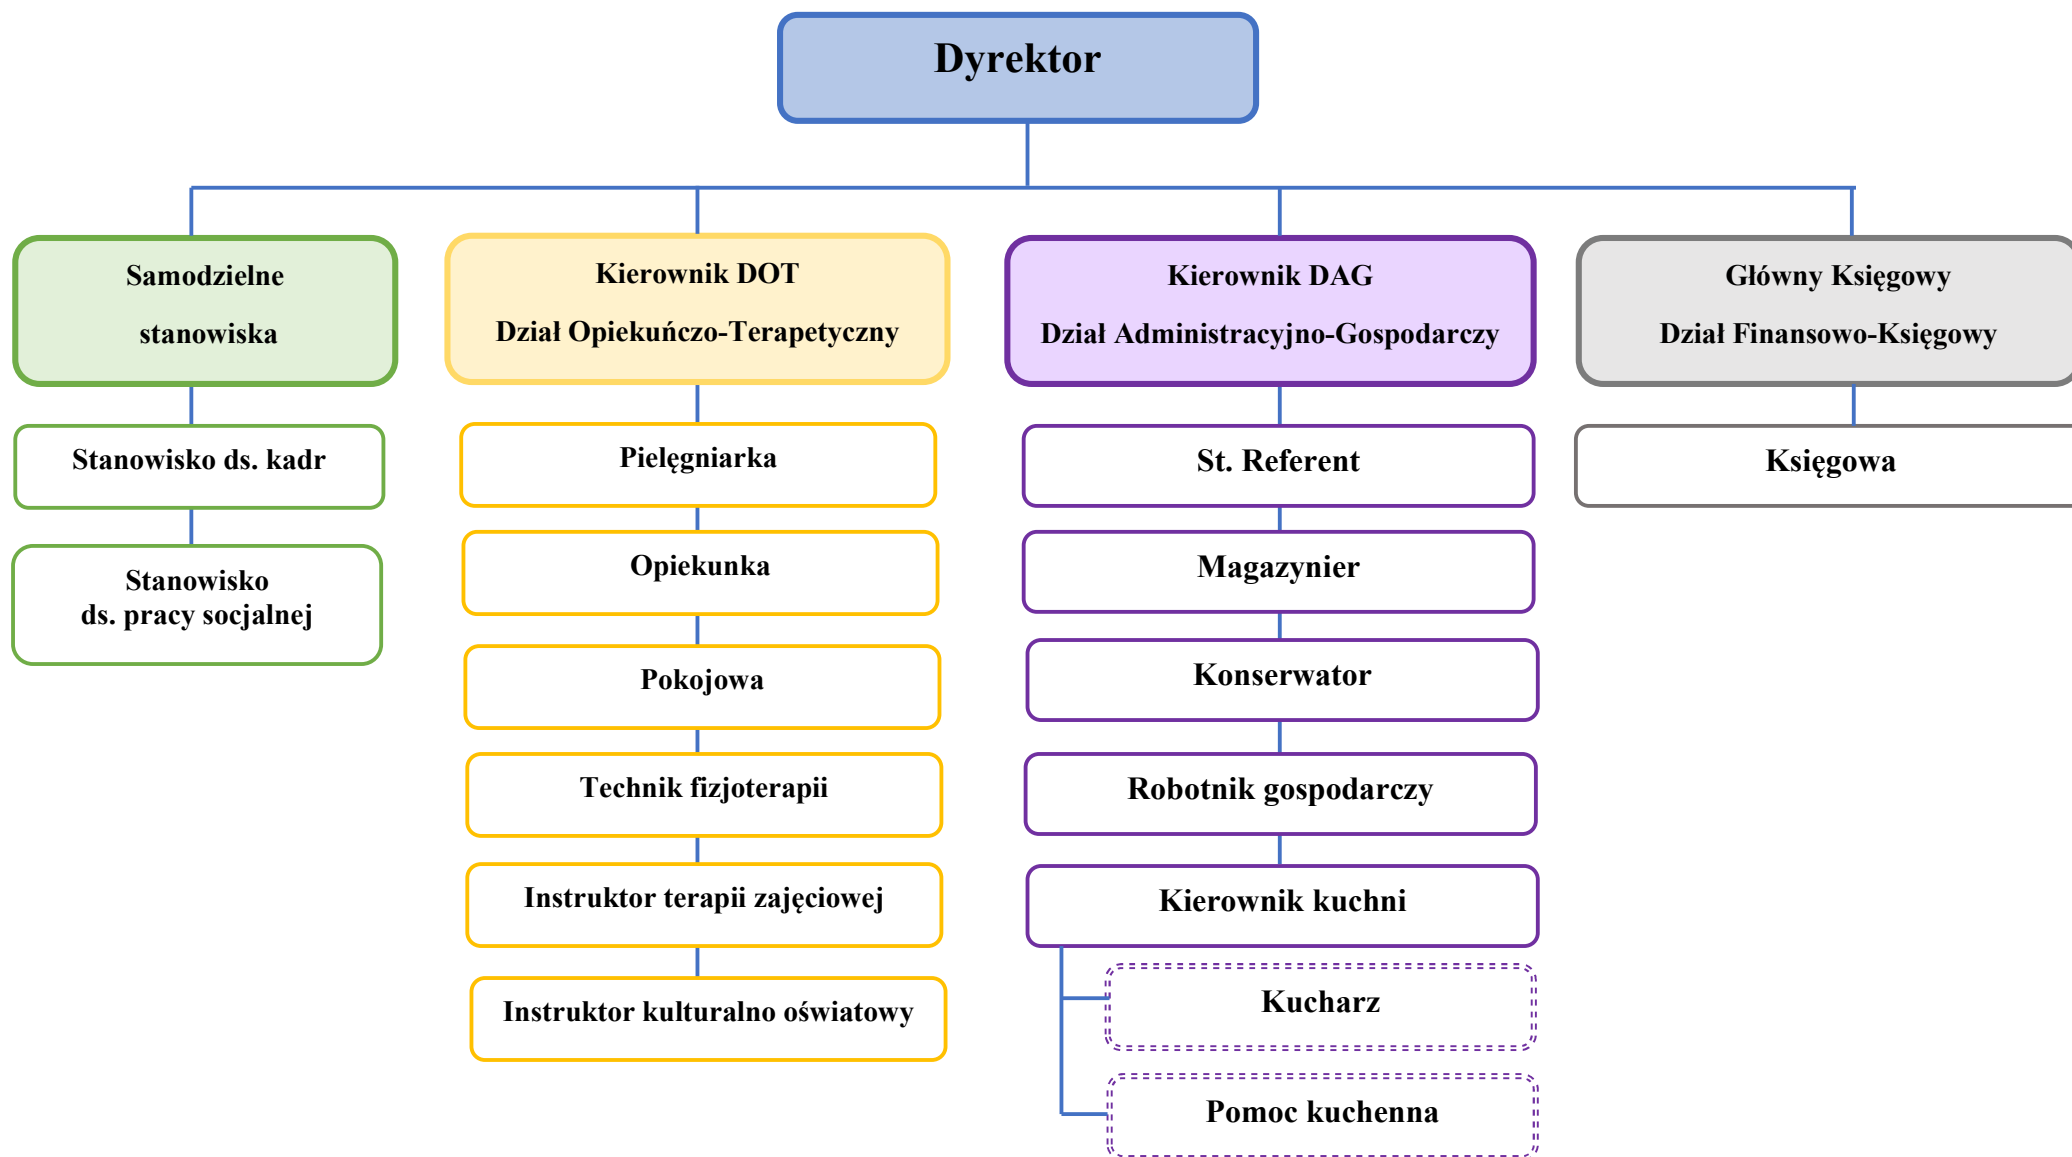 Dyrektor
Samodzielne
stanowiska
Stanowisko ds. kadr
Stanowisko
ds. pracy socjalnej
Kierownik DOT
Dział Opiekuńczo-Terapetyczny
Pielęgniarka
Opiekunka
Pokojowa
Technik fizjoterapii
Instruktor terapii zajęciowej
Instruktor kulturalno oświatowy
Kierownik DAG
Dział Administracyjno-Gospodarczy
St. Referent
Magazynier
Konserwator
Robotnik gospodarczy
Kierownik kuchni
Kucharz
Pomoc kuchenna
Główny Księgowy
Dział Finansowo-Księgowy
Księgowa